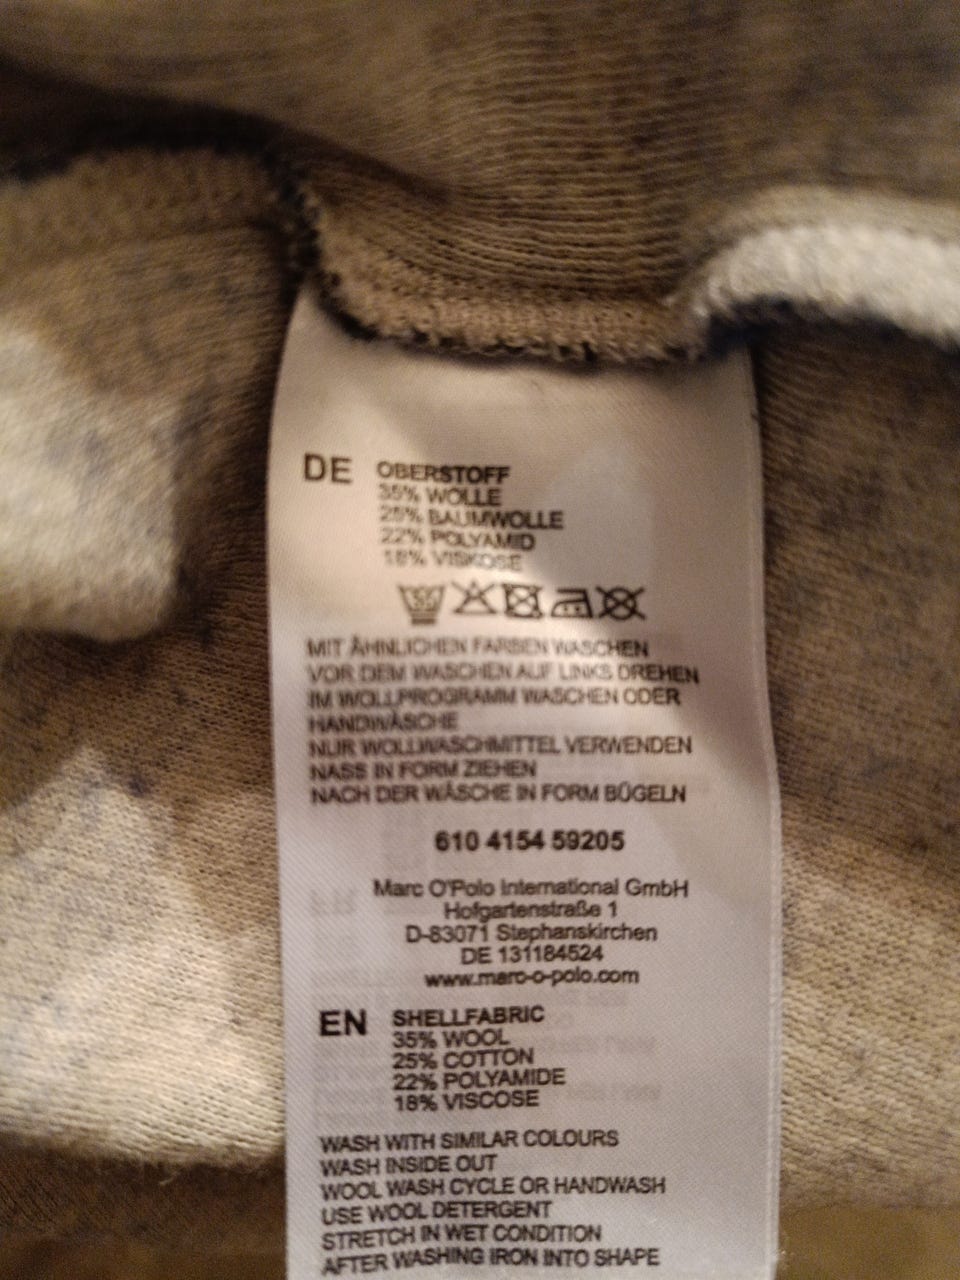 DE OBERSTOFF
35% WOLLE
25% BAUMWOLLE
22% POLYAMID
18% VISKOSE
MIT ÄHNLICHEN FARBEN WASCHEN
VOR DEM WASCHEN AUF LINKS DREHEN
IM WOLLPROGRAMM WASCHEN ODER
HANDWÄSCHE
NUR WOLLWASCHMITTEL VERWENDEN
NASS IN FORM ZIEHEN
NACH DER WÄSCHE IN FORM BÜGELN
610 4154 59205
Marc O'Polo International GmbH
Hofgartenstraße 1
D-83071 Stephanskirchen
DE 131184524
www.marc-o-polo.com
EN SHELLFABRIC
35% WOOL
25% COTTON
22% POLYAMIDE
18% VISCOSE
WASH WITH SIMILAR COLOURS
WASH INSIDE OUT
WOOL WASH CYCLE OR HANDWASH
USE WOOL DETERGENT
STRETCH IN WET CONDITION
AFTER WASHING IRON INTO SHAPE